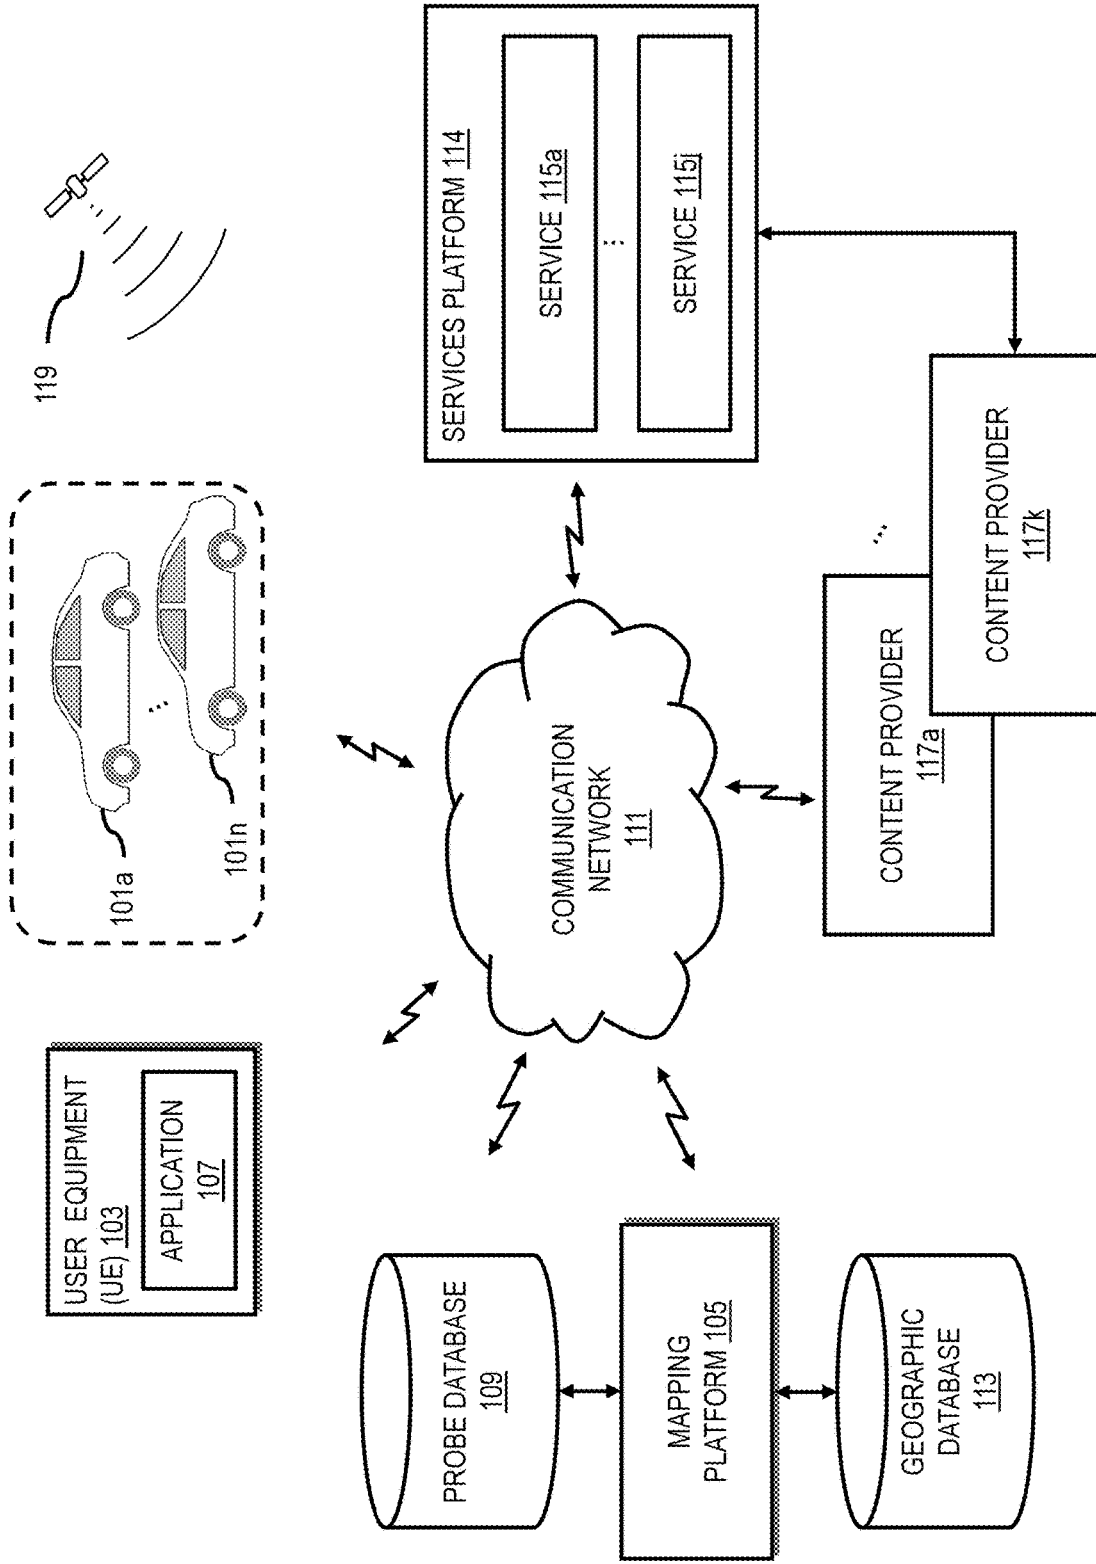 119
101a
...
101n
USER EQUIPMENT
(UE) 103
APPLICATION
107
SERVICES PLATFORM 114
SERVICE 115a
...
SERVICE 115j
COMMUNICATION
NETWORK
111
PROBE DATABASE
109
MAPPING
PLATFORM 105
GEOGRAPHIC
DATABASE
113
CONTENT PROVIDER
117a
...
CONTENT PROVIDER
117k